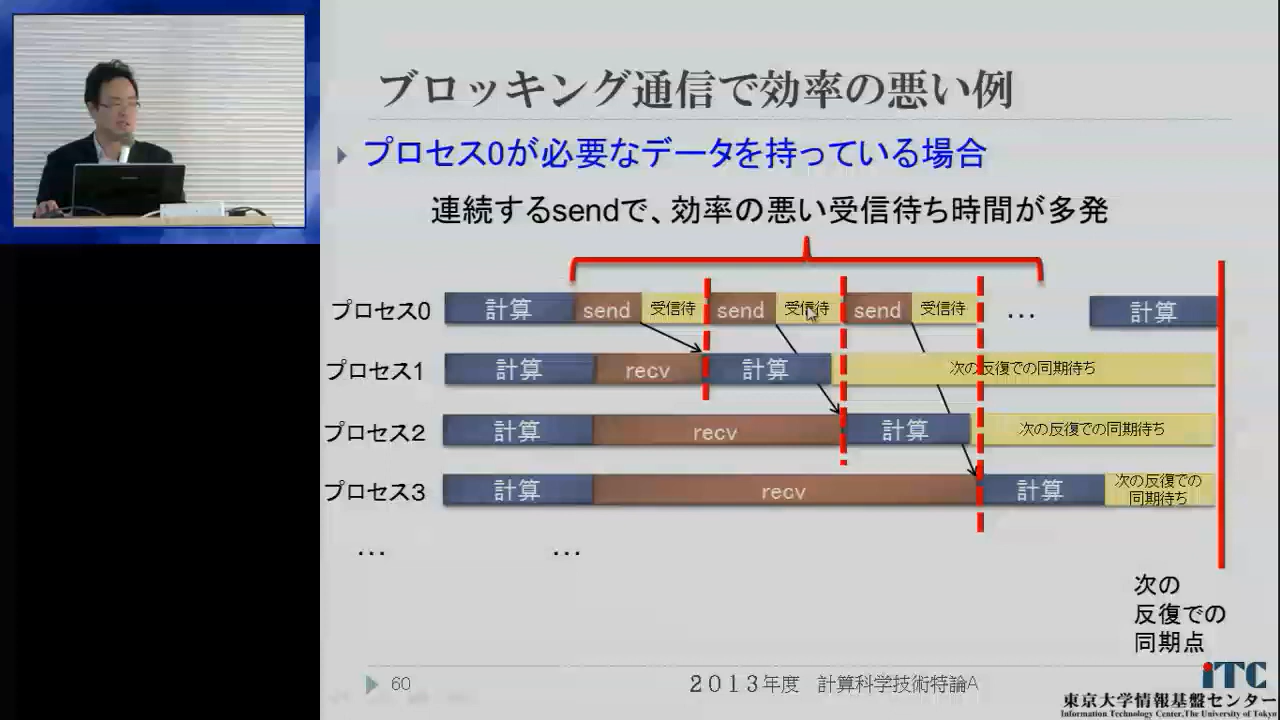 ブロッキング通信で効率の悪い例
プロセス0が必要なデータを持っている場合
連続するsendで、効率の悪い受信待ち時間が多発
プロセス0 計算 send 受信待 send 受信待 send 受信待 … 計算
プロセス1 計算 recv 計算 次の反復での同期待ち
プロセス2 計算 recv 計算 次の反復での同期待ち
プロセス3 計算 recv 計算 次の反復での
同期待ち
… …
次の
反復での
同期点
60 2013年度 計算科学技術特論A
iTC
東京大学情報基盤センター
Information Technology Center,The University of Tokyo